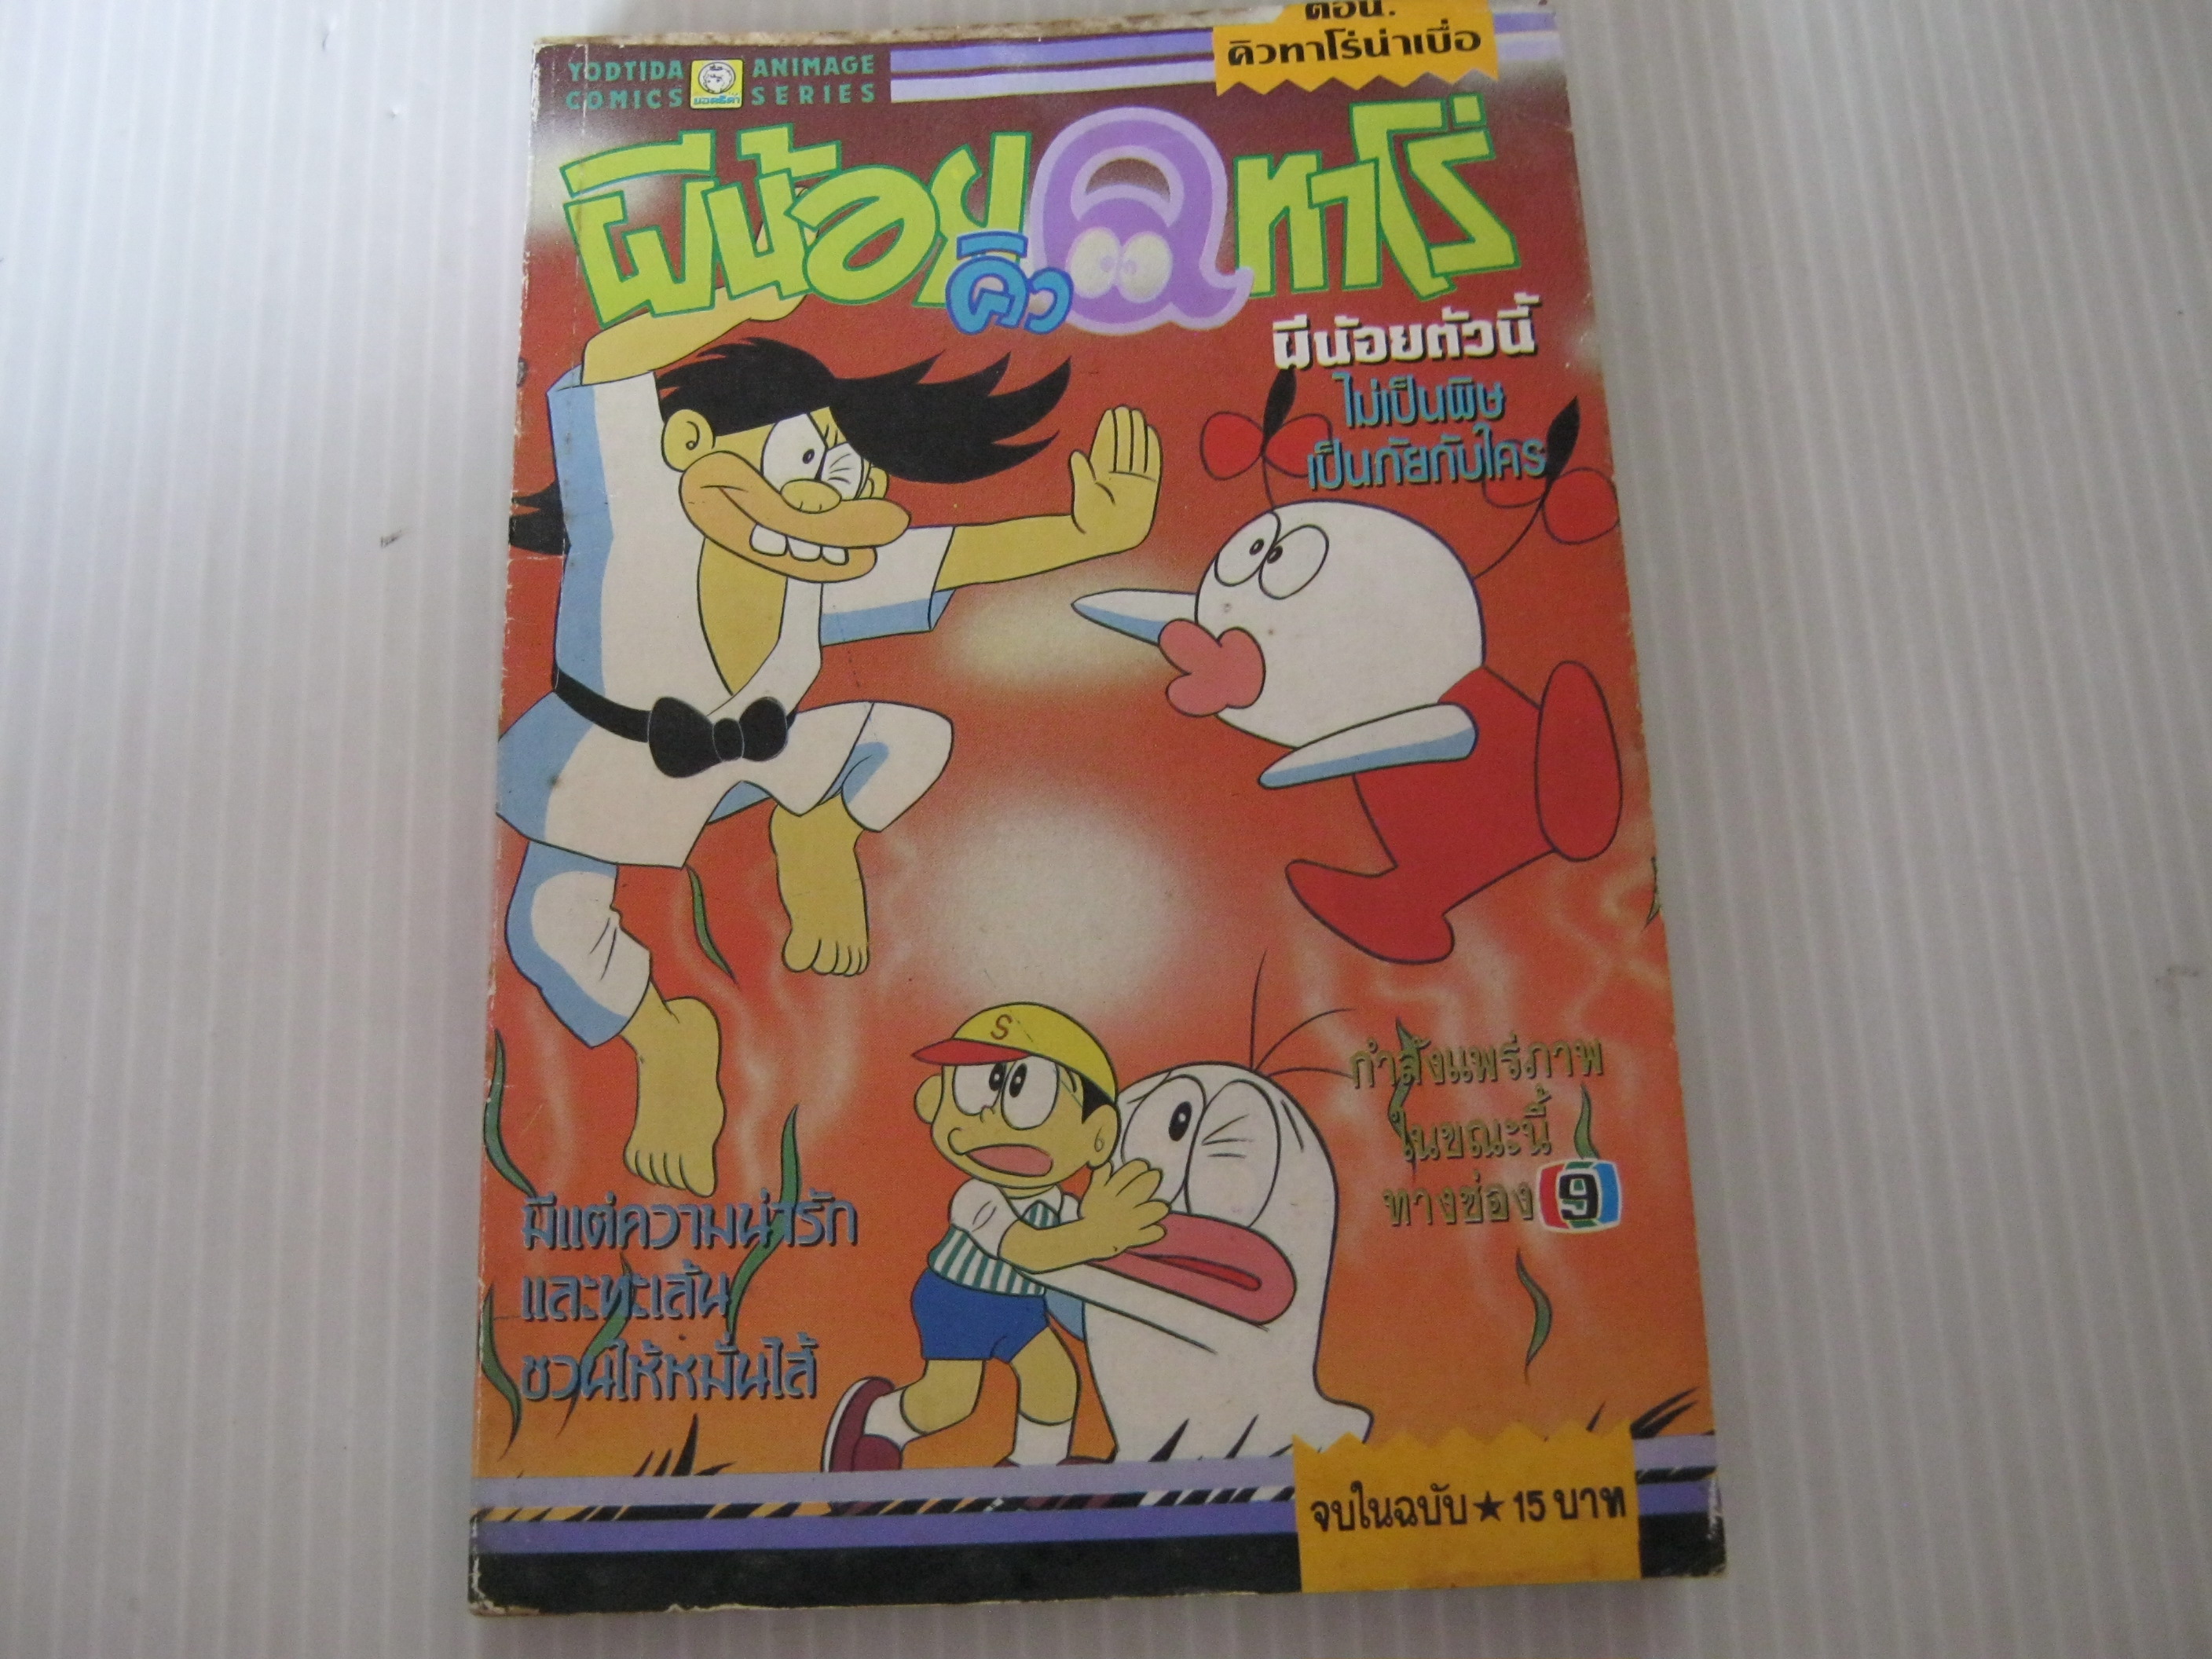 ตอน.
คิวทาโร่น่าเบื่อ
YODTIDA ANIMAGE
COMICS SERIES
ยอดธิดา
ผีน้อย Q ทาโร่
คิว
ผีน้อยตัวนี้
ไม่เป็นพิษ
เป็นภัยกับใคร
S
กำลังแพร่ภาพ
ในขณะนี้
ทางช่อง 9
มีแต่ความน่ารัก
และทะเล้น
ชวนให้หมั่นไส้
จบในฉบับ ★ 15 บาท